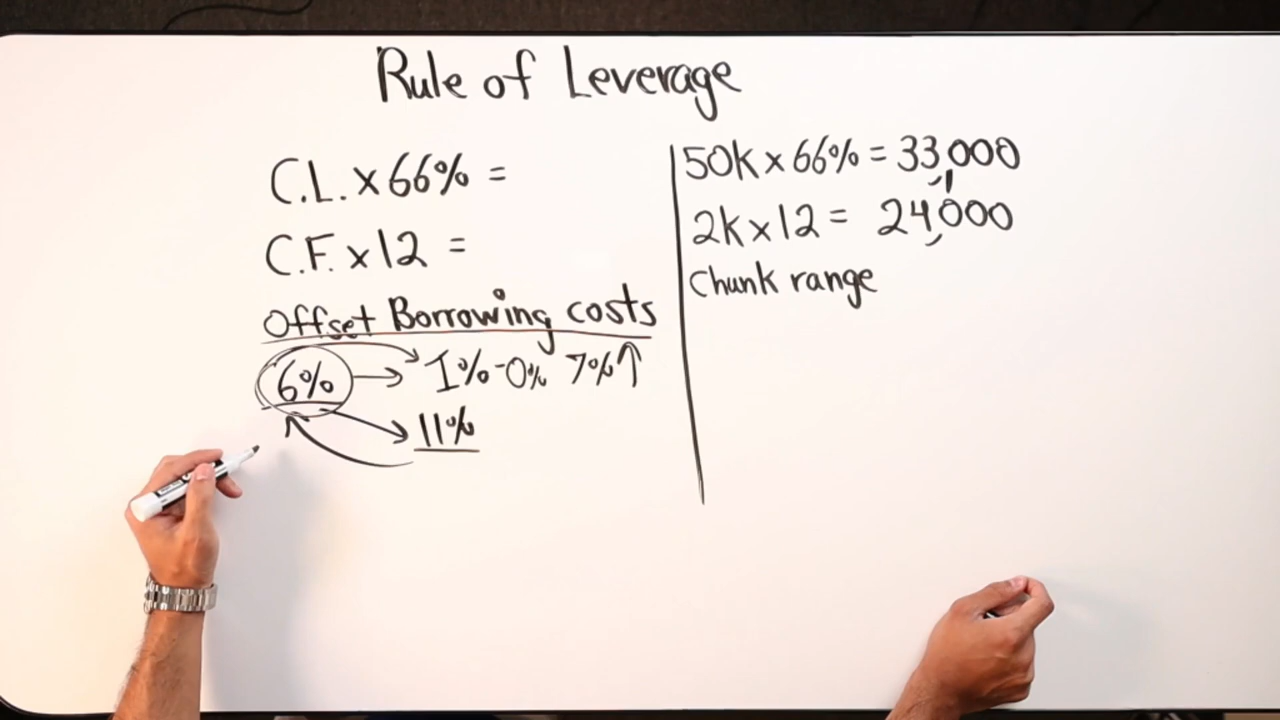 Rule of Leverage
C.L. x 66% =
C.F. x 12 =
Offset Borrowing costs
6% 1% - 0% 7%
11%
50K x 66% = 33,000
2K x 12 = 24,000
Chunk range